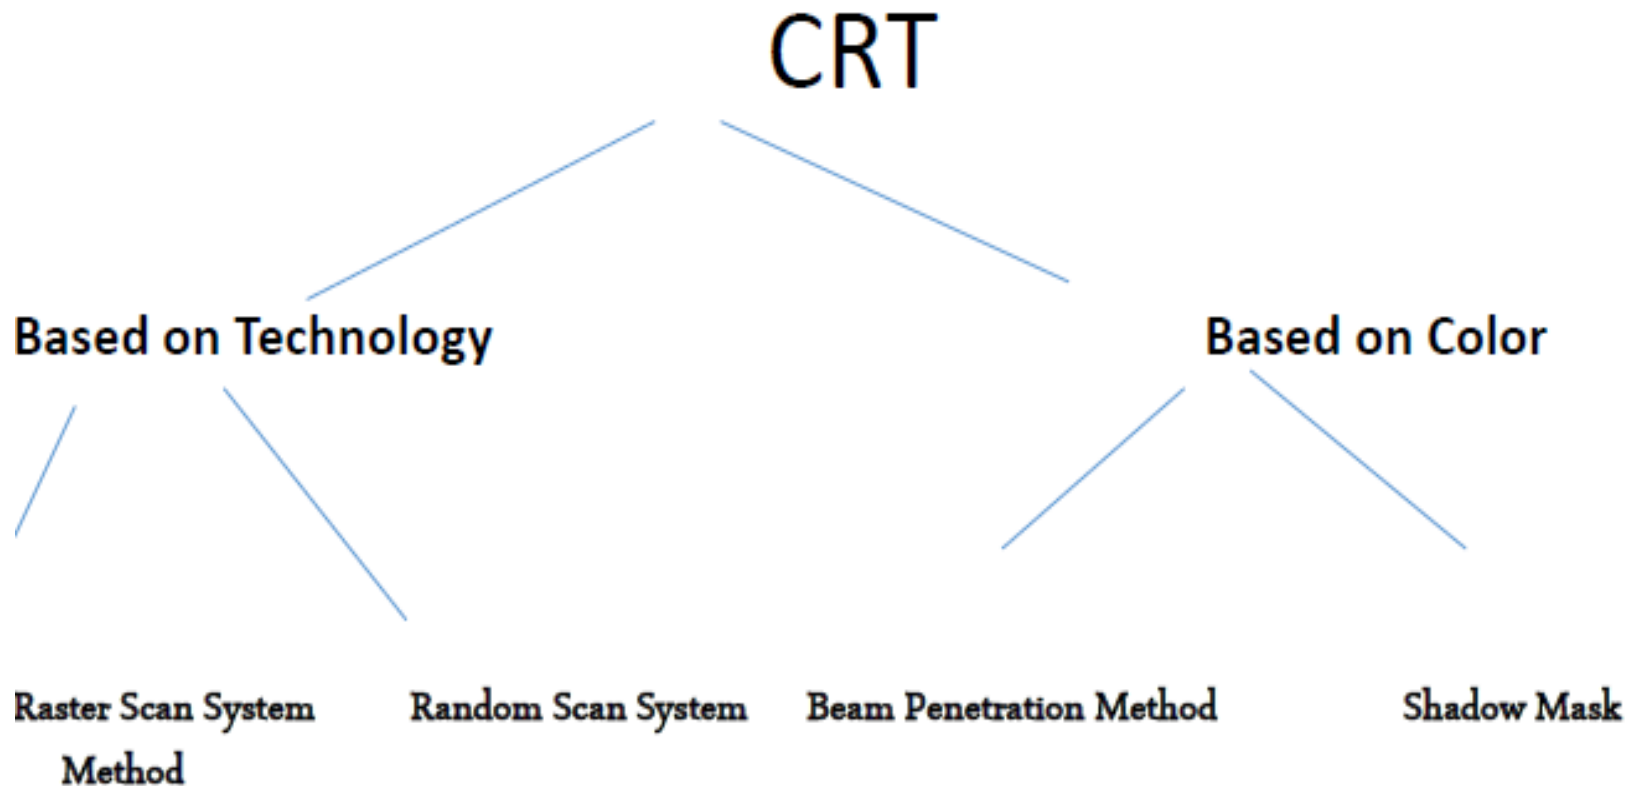 CRT
Based on Technology
Based on Color
Raster Scan System
Method
Random Scan System
Beam Penetration Method
Shadow Mask